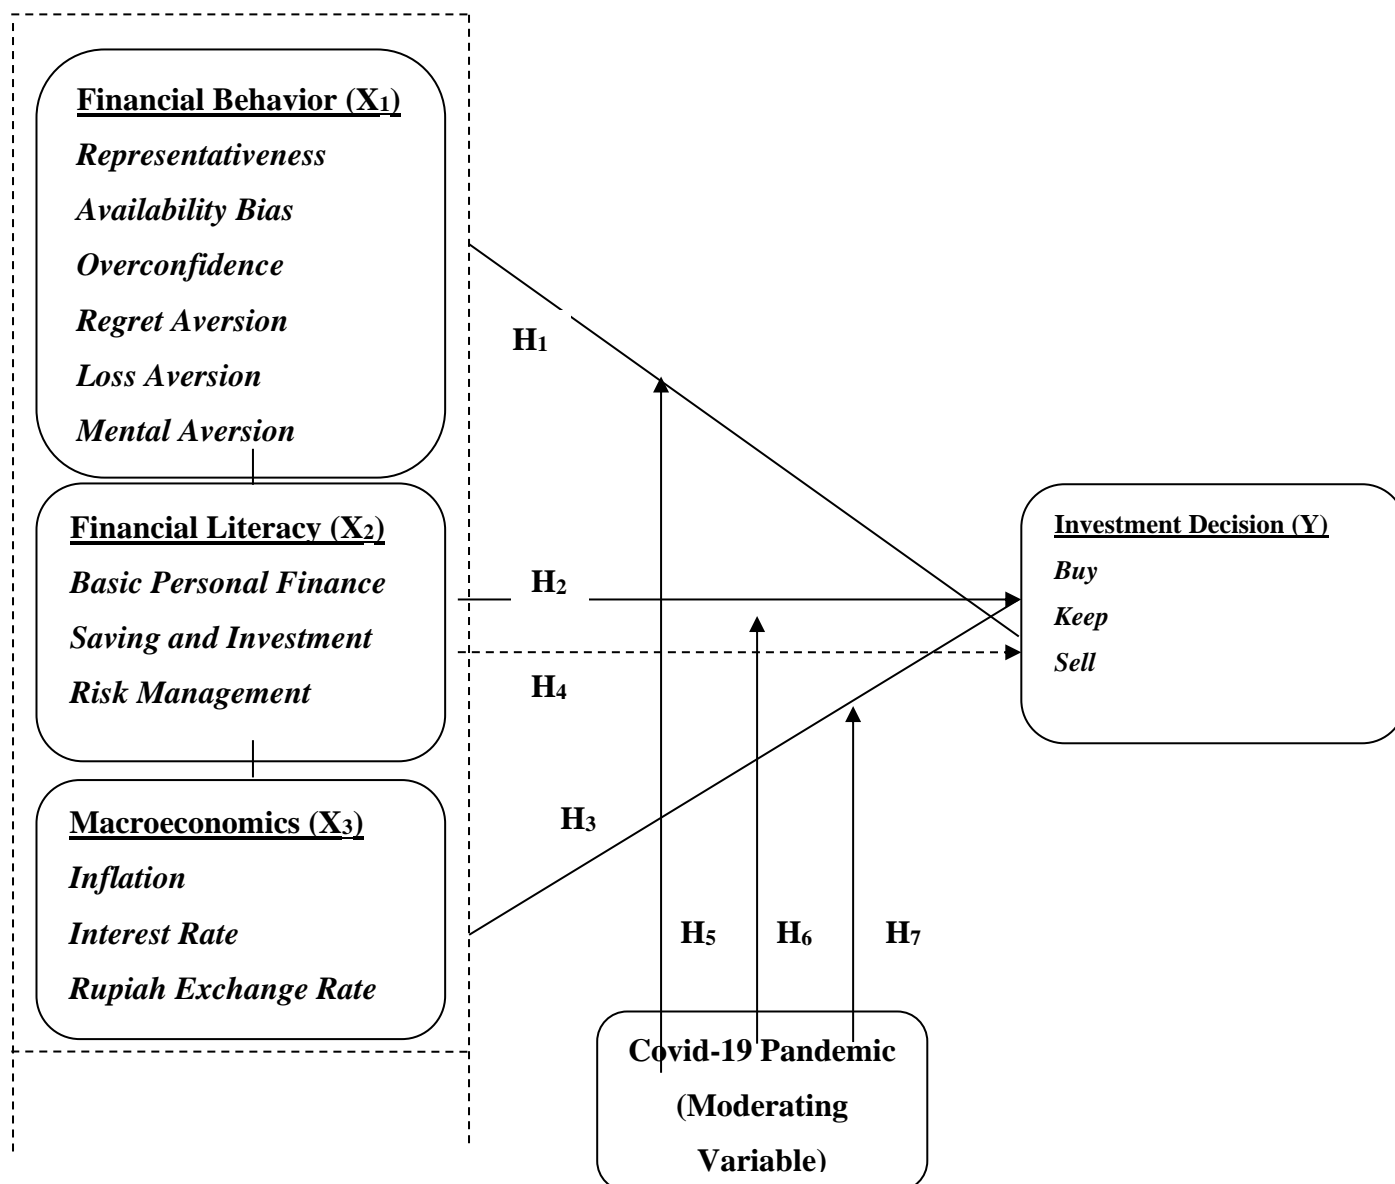 Financial Behavior (X1)
Representativeness
Availability Bias
Overconfidence
Regret Aversion
Loss Aversion
Mental Aversion
Financial Literacy (X2)
Basic Personal Finance
Saving and Investment
Risk Management
Macroeconomics (X3)
Inflation
Interest Rate
Rupiah Exchange Rate
H1
H2
H4
H3
H5
H6
H7
Investment Decision (Y)
Buy
Keep
Sell
Covid-19 Pandemic
(Moderating
Variable)